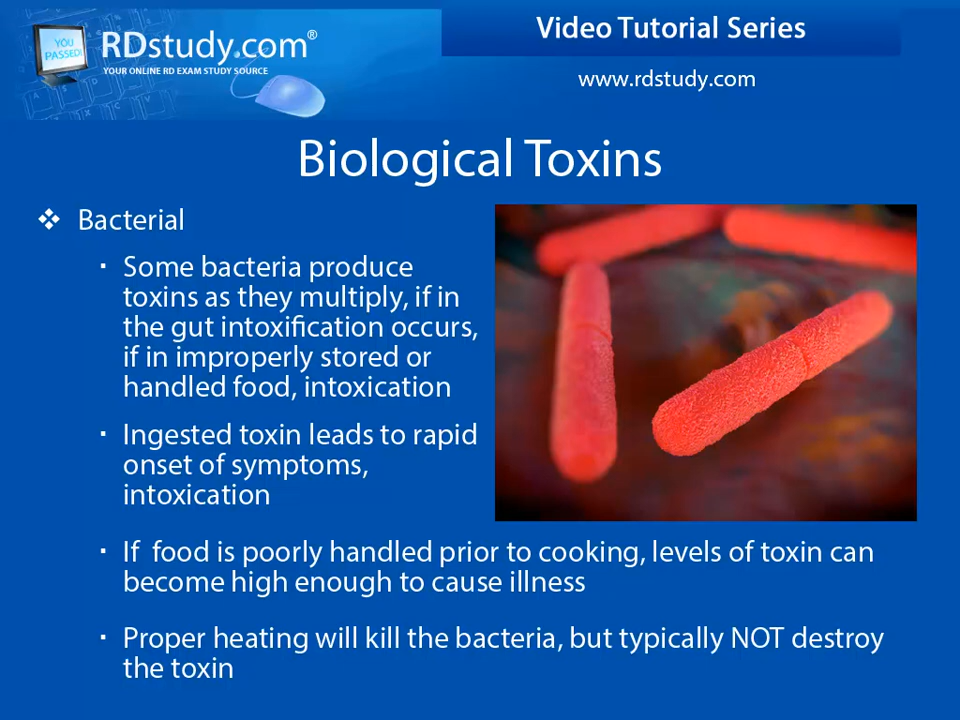 YOU
PASSED!
RDstudy.com®
YOUR ONLINE RD EXAM STUDY SOURCE
Video Tutorial Series
www.rdstudy.com
Biological Toxins
❖ Bacterial
· Some bacteria produce
toxins as they multiply, if in
the gut intoxification occurs,
if in improperly stored or
handled food, intoxication
· Ingested toxin leads to rapid
onset of symptoms,
intoxication
· If food is poorly handled prior to cooking, levels of toxin can
become high enough to cause illness
· Proper heating will kill the bacteria, but typically NOT destroy
the toxin